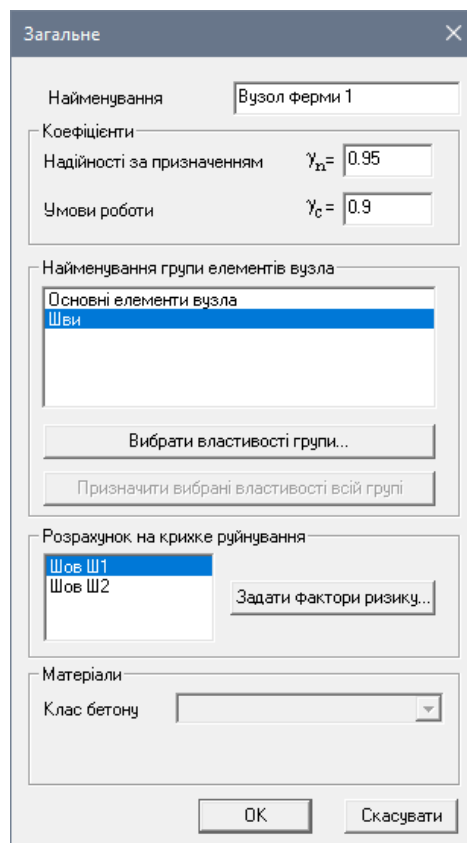 Загальне
Найменування Вузол ферми 1
Коефіцієнти
Надійності за призначенням γn= 0.95
Умови роботи γc= 0.9
Найменування групи елементів вузла
Основні елементи вузла
Шви
Вибрати властивості групи...
Призначити вибрані властивості всій групі
Розрахунок на крихке руйнування
Шов Ш1
Шов Ш2
Задати фактори ризику...
Матеріали
Клас бетону
OK Скасувати